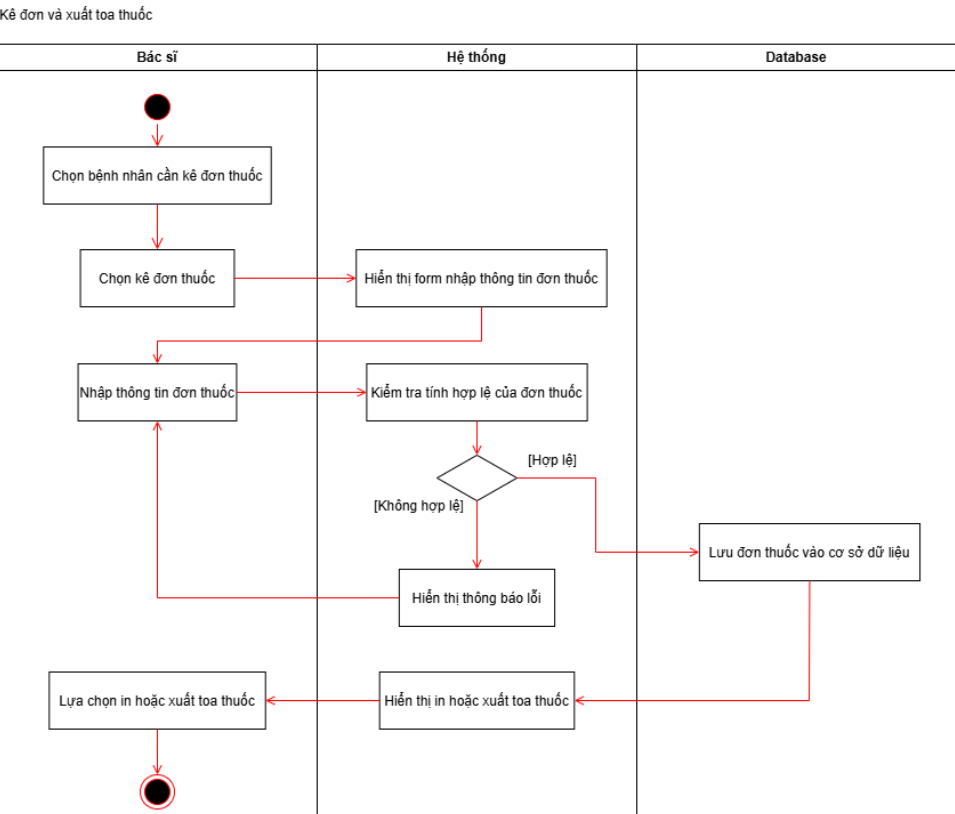 Kê đơn và xuất toa thuốc
Bác sĩ
Hệ thống
Database
Chọn bệnh nhân cần kê đơn thuốc
Chọn kê đơn thuốc
Hiển thị form nhập thông tin đơn thuốc
Nhập thông tin đơn thuốc
Kiểm tra tính hợp lệ của đơn thuốc
[Hợp lệ]
[Không hợp lệ]
Lưu đơn thuốc vào cơ sở dữ liệu
Hiển thị thông báo lỗi
Lựa chọn in hoặc xuất toa thuốc
Hiển thị in hoặc xuất toa thuốc